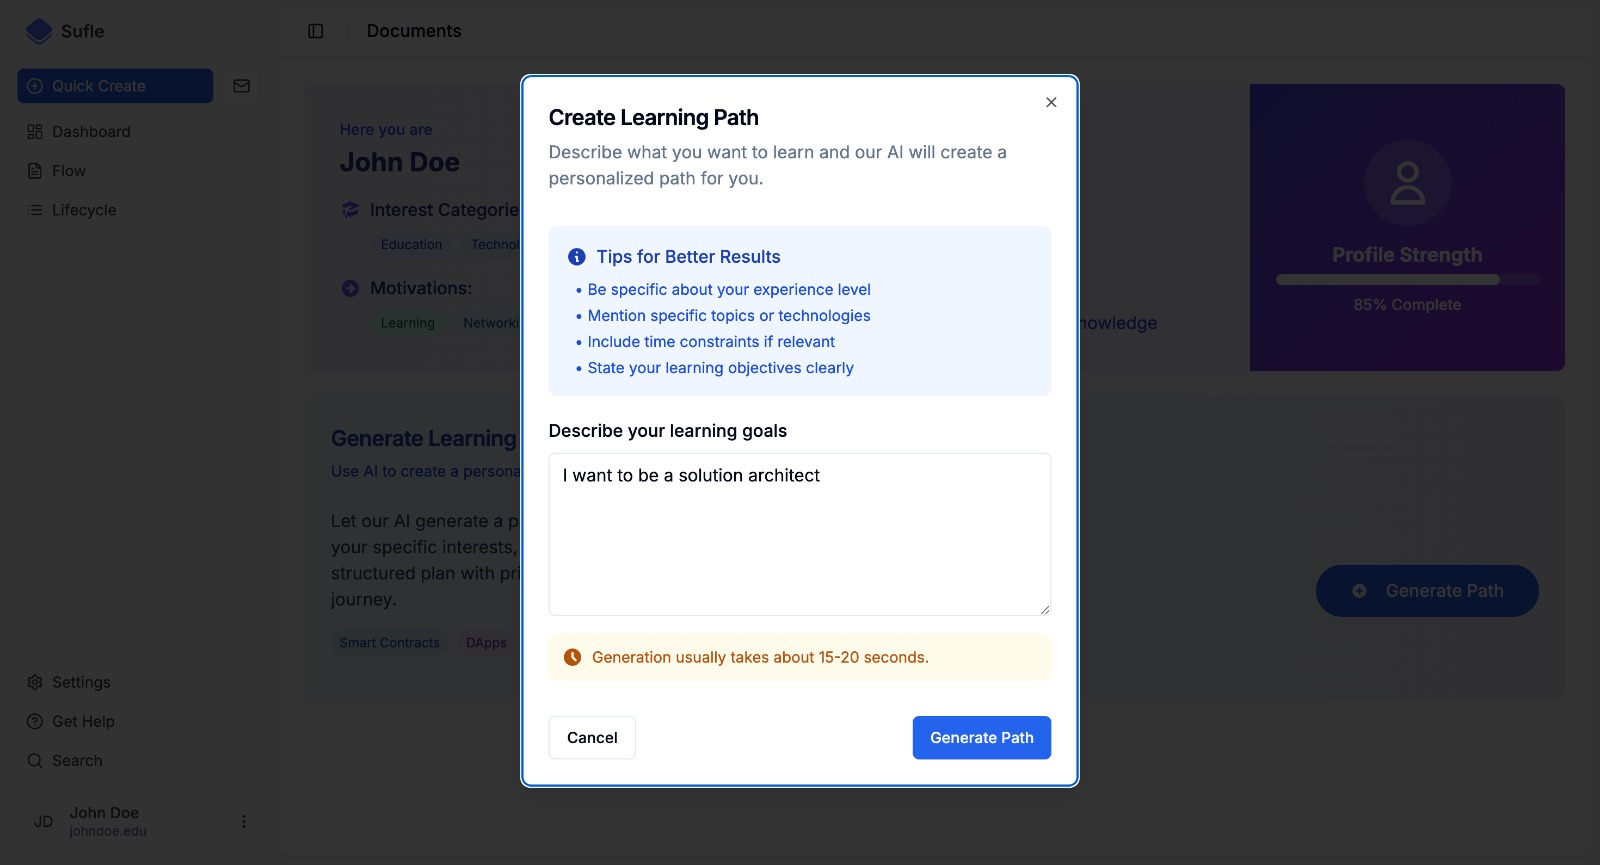 Sufle
Documents
Quick Create
Dashboard
Flow
Lifecycle
Here you are
John Doe
Interest Categorie
Education
Motivations:
Learning
nowledge
Profile Strength
85% Complete
Generate Learning
Use AI to create a persona
Let our AI generate a p
your specific interests,
structured plan with pri
journey.
Smart Contracts DApps
Generate Path
Create Learning Path
Describe what you want to learn and our AI will create a
personalized path for you.
Tips for Better Results
• Be specific about your experience level
• Mention specific topics or technologies
• Include time constraints if relevant
• State your learning objectives clearly
Describe your learning goals
I want to be a solution architect
Generation usually takes about 15-20 seconds.
Cancel
Generate Path
Settings
Get Help
Search
JD
John Doe
johndoe.edu